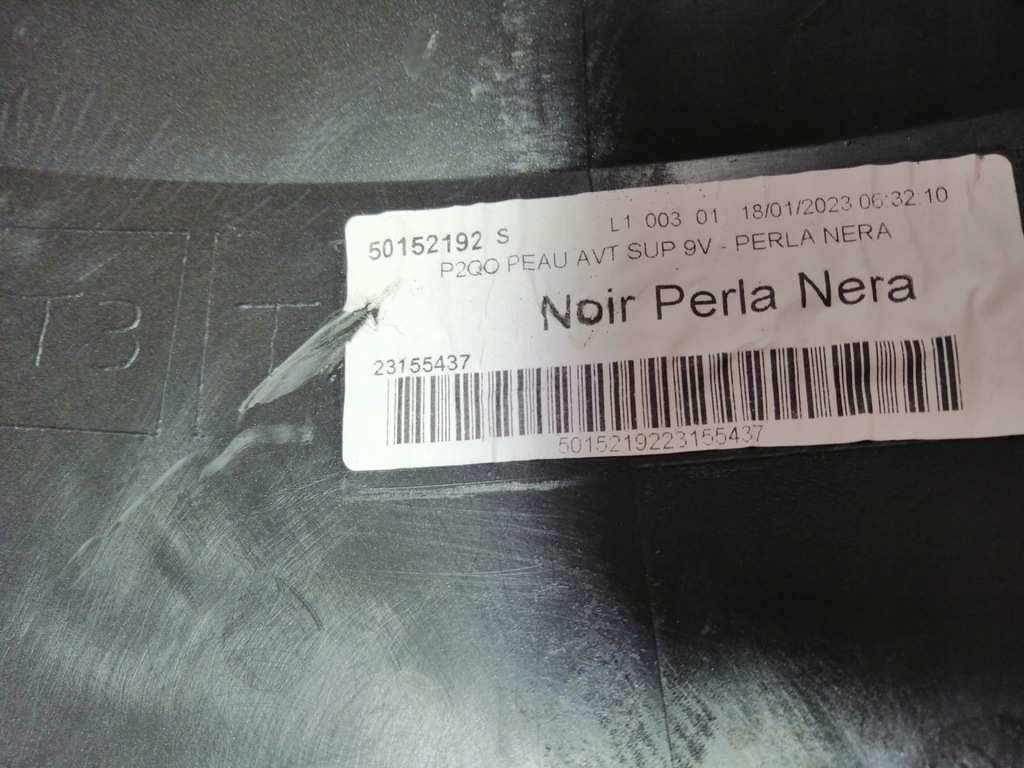 L1 003 01 18/01/2023 06:32:10
50152192 S
P2QO PEAU AVT SUP 9V - PERLA NERA
Noir Perla Nera
23155437
5015219223155437
T3
T